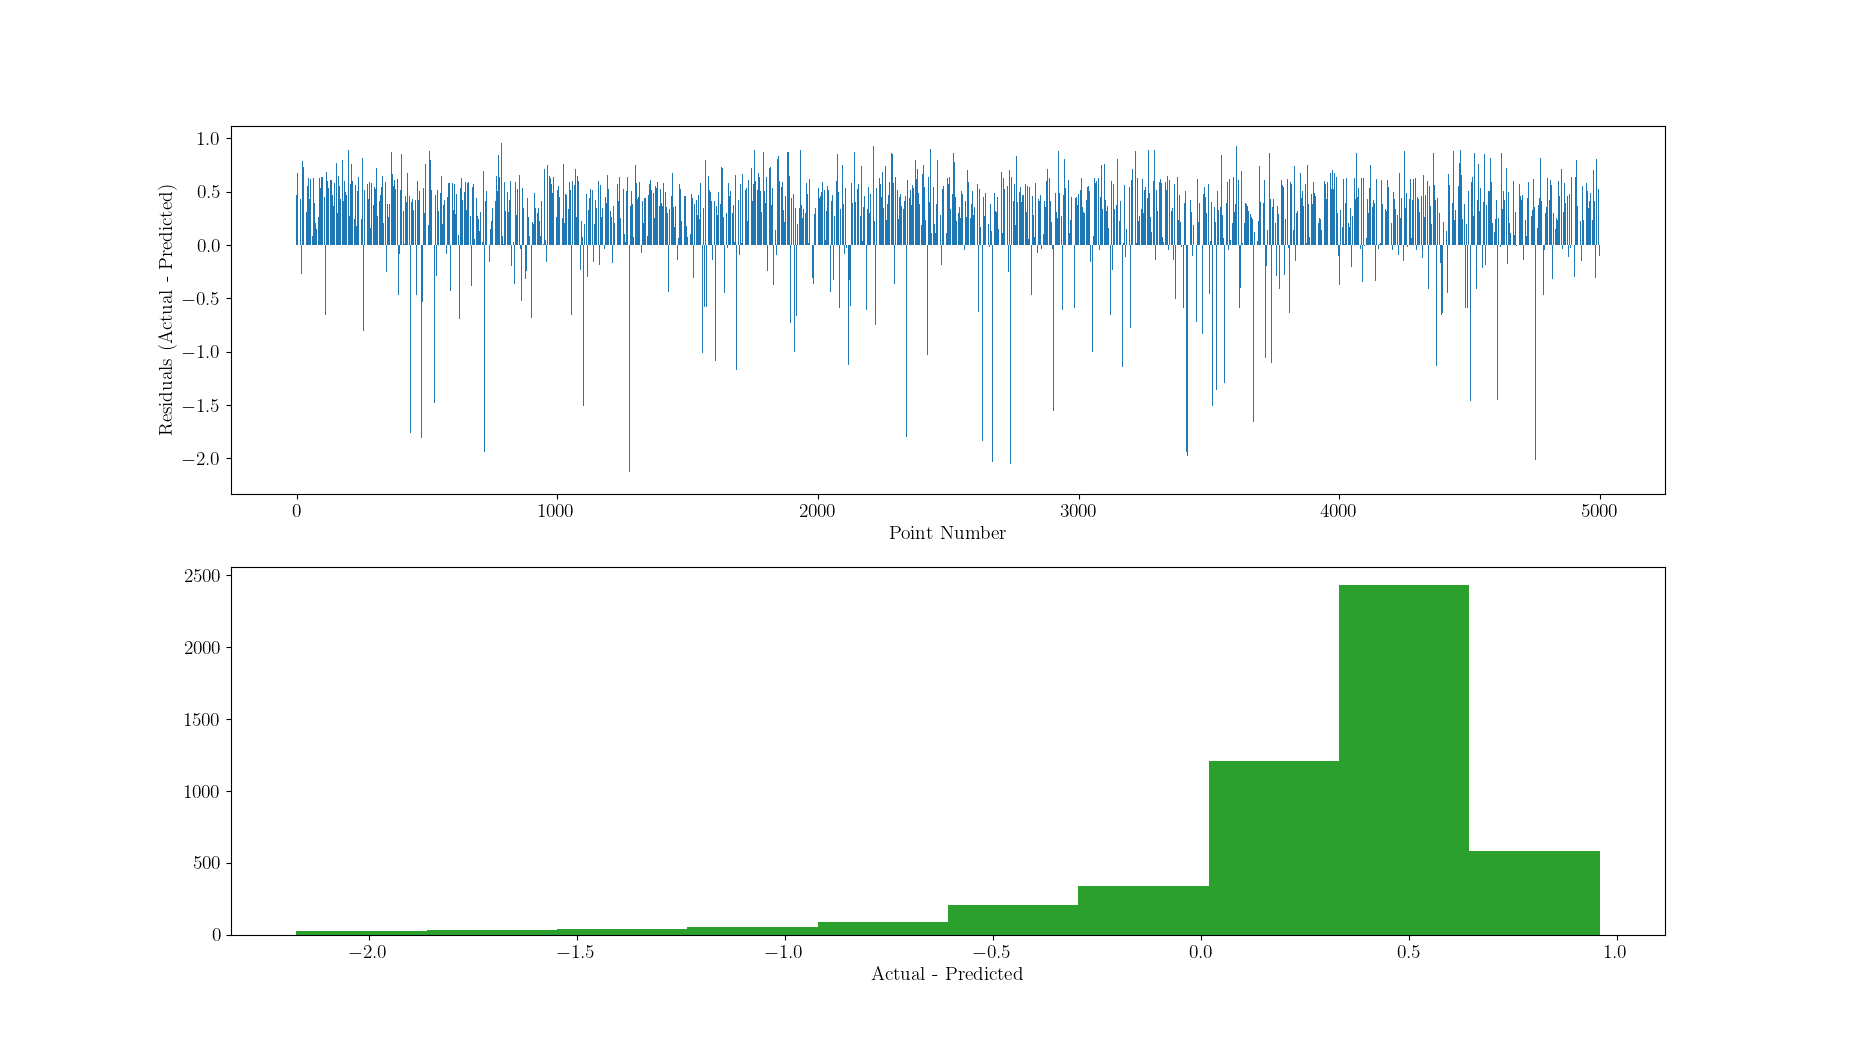 1.0
0.5
0.0
−0.5
−1.0
−1.5
−2.0
Residuals (Actual - Predicted)
0 1000 2000 3000 4000 5000
Point Number
2500
2000
1500
1000
500
0
−2.0 −1.5 −1.0 −0.5 0.0 0.5 1.0
Actual - Predicted